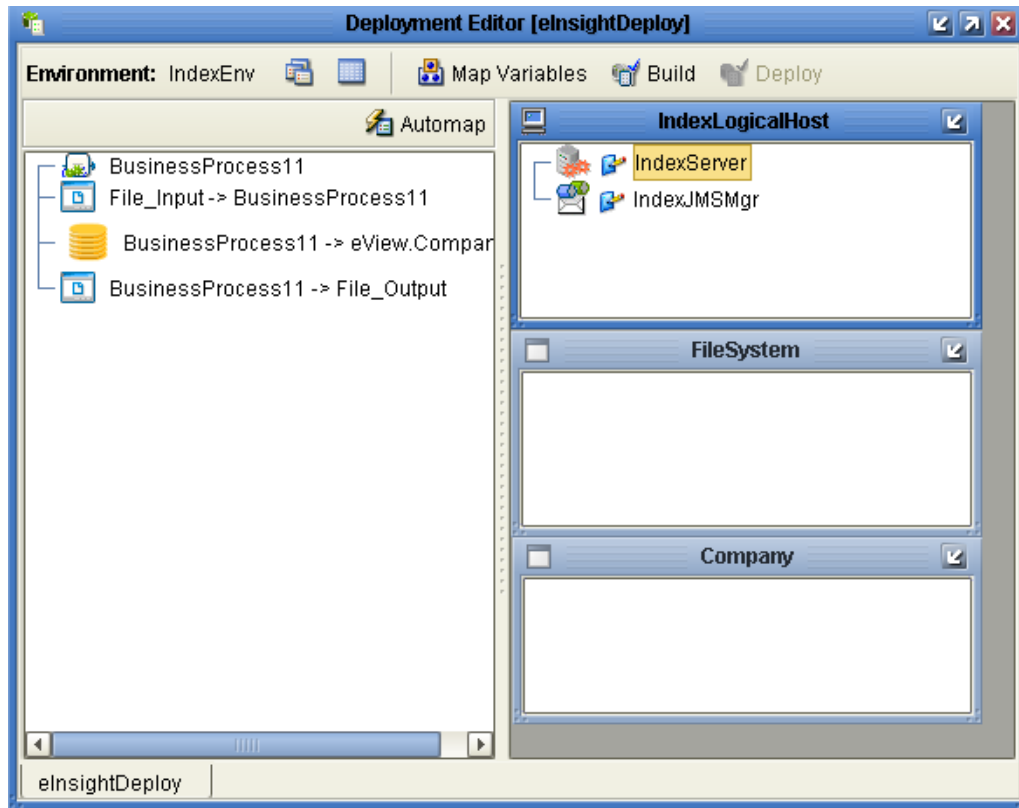 Deployment Editor [eInsightDeploy]
Environment: IndexEnv Map Variables Build Deploy
Automap
BusinessProcess11
File_Input -> BusinessProcess11
BusinessProcess11 -> eView.Compar
BusinessProcess11 -> File_Output
IndexLogicalHost
IndexServer
IndexJMSMgr
FileSystem
Company
eInsightDeploy